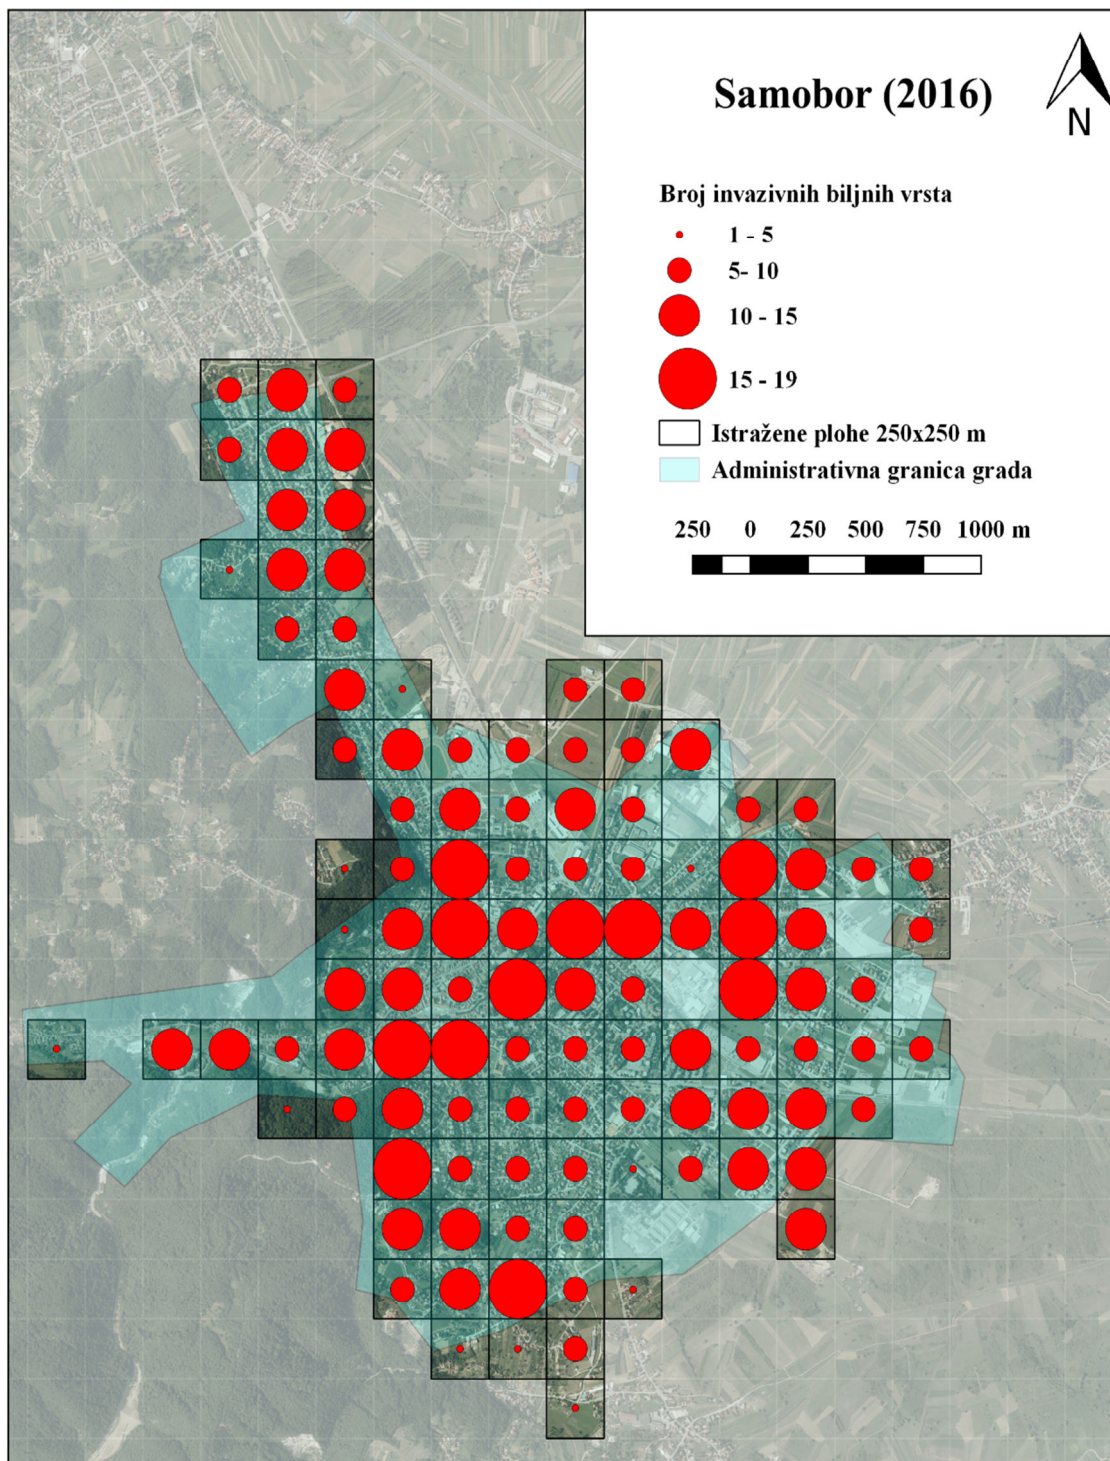 Samobor (2016)
N
Broj invazivnih biljnih vrsta
1 - 5
5- 10
10 - 15
15 - 19
Istražene plohe 250x250 m
Administrativna granica grada
250 0 250 500 750 1000 m